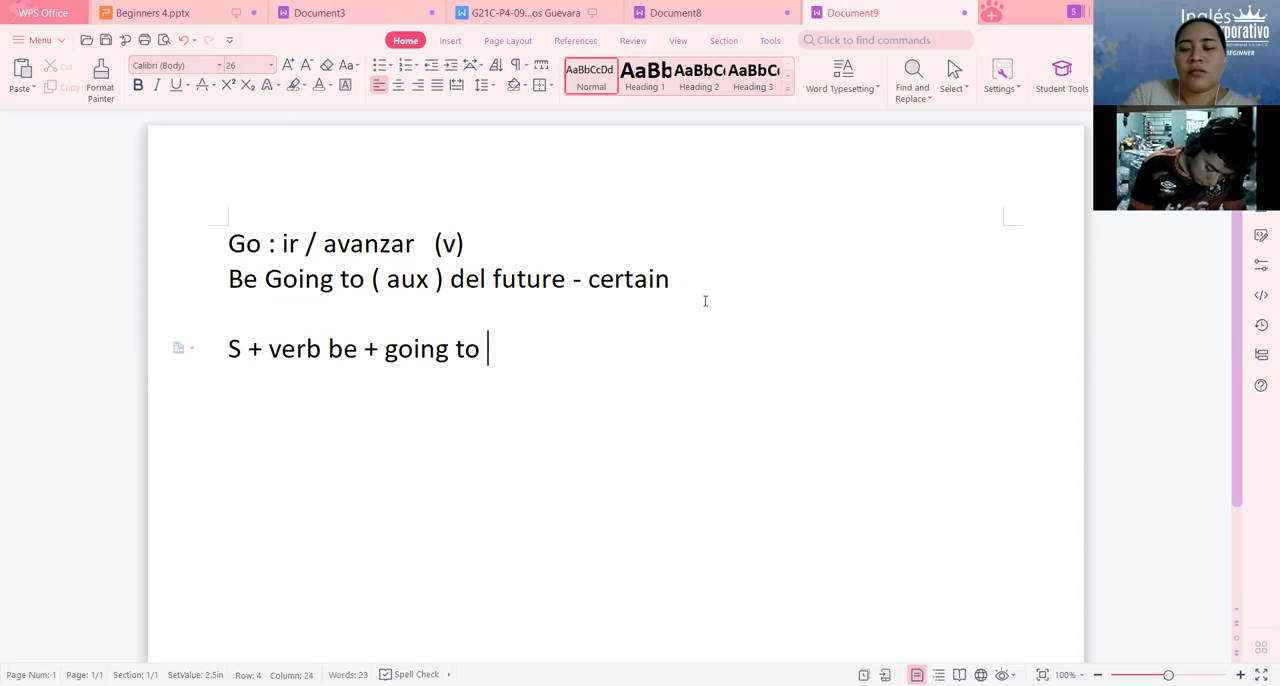 WPS Office
Beginners 4.pptx
Document3
G21C-P4-09...os Guevara
Document8
Document9
S
Menu
Home
Insert
Page Layout
References
Review
View
Section
Tools
Click to find commands
Paste
Cut
Copy
Format
Painter
Calibri (Body)
26
AaBbCcDd
Normal
AaBb
Heading 1
AaBbC
Heading 2
AaBbC
Heading 3
Word Typesetting
Find and
Replace
Select
Settings
Student Tools
Inglés
BEGINNER
Go : ir / avanzar (v)
Be Going to ( aux ) del future - certain
S + verb be + going to
Page Num: 1 Page: 1/1 Section: 1/1 SetValue: 2.5in Row: 4 Column: 24 Words: 23 Spell Check
100%